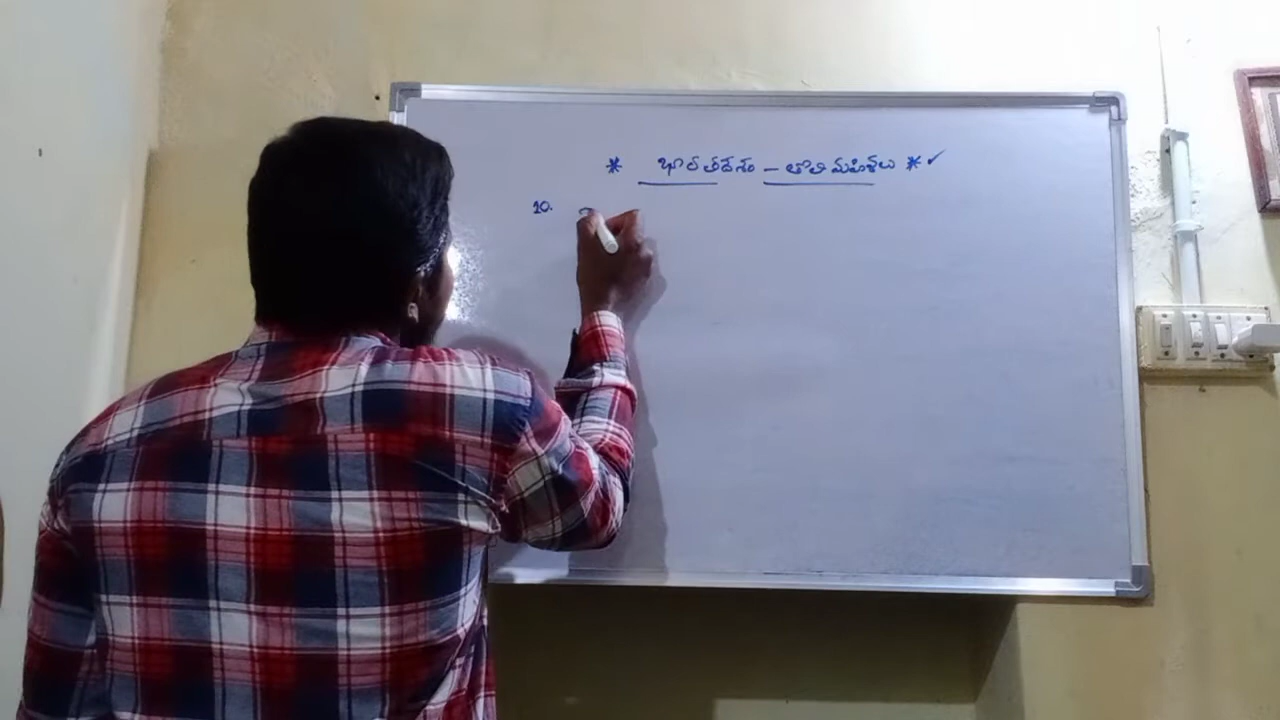 * భారతదేశం – తొలి మహిళలు * ✓
10.